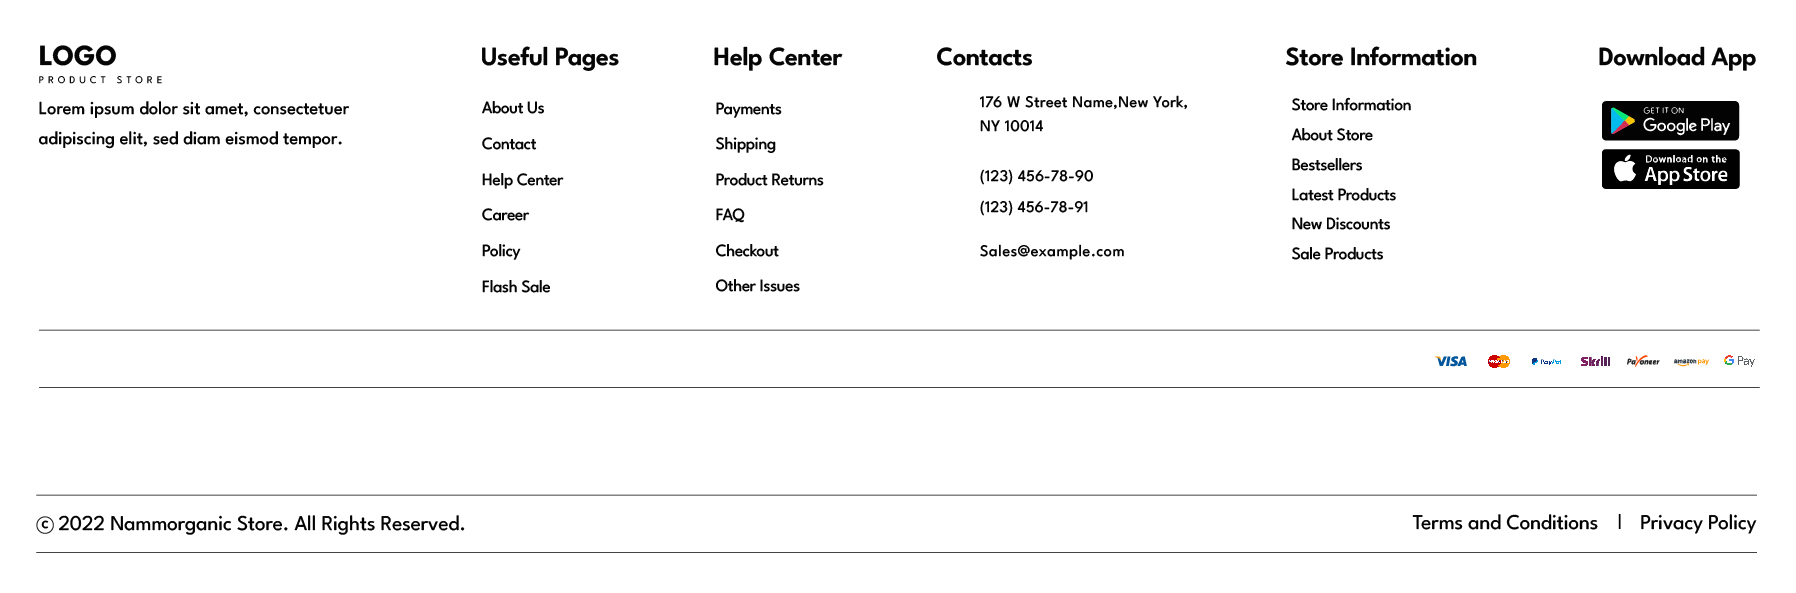 LOGO
PRODUCT STORE
Lorem ipsum dolor sit amet, consectetuer
adipiscing elit, sed diam eismod tempor.
Useful Pages
About Us
Contact
Help Center
Career
Policy
Flash Sale
Help Center
Payments
Shipping
Product Returns
FAQ
Checkout
Other Issues
Contacts
176 W Street Name,New York,
NY 10014
(123) 456-78-90
(123) 456-78-91
Sales@example.com
Store Information
Store Information
About Store
Bestsellers
Latest Products
New Discounts
Sale Products
Download App
GET IT ON
Google Play
Download on the
App Store
VISA MasterCard PayPal Skrill Payoneer amazon pay G Pay
© 2022 Nammorganic Store. All Rights Reserved.
Terms and Conditions | Privacy Policy